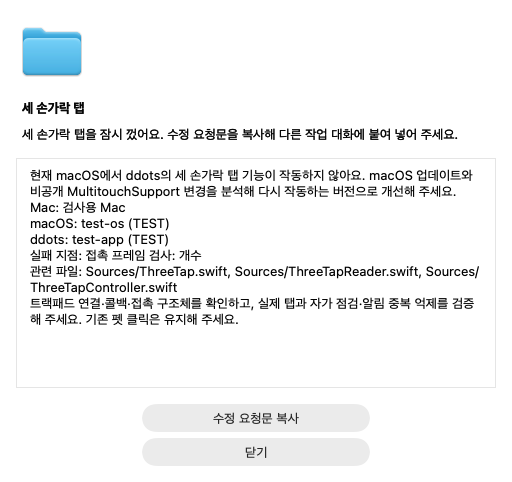 세 손가락 탭
세 손가락 탭을 잠시 껐어요. 수정 요청문을 복사해 다른 작업 대화에 붙여 넣어 주세요.
현재 macOS에서 ddots의 세 손가락 탭 기능이 작동하지 않아요. macOS 업데이트와
비공개 MultitouchSupport 변경을 분석해 다시 작동하는 버전으로 개선해 주세요.
Mac: 검사용 Mac
macOS: test-os (TEST)
ddots: test-app (TEST)
실패 지점: 접촉 프레임 검사: 개수
관련 파일: Sources/ThreeTap.swift, Sources/ThreeTapReader.swift, Sources/
ThreeTapController.swift
트랙패드 연결·콜백·접촉 구조체를 확인하고, 실제 탭과 자가 점검·알림 중복 억제를 검증
해 주세요. 기존 펫 클릭은 유지해 주세요.
수정 요청문 복사
닫기